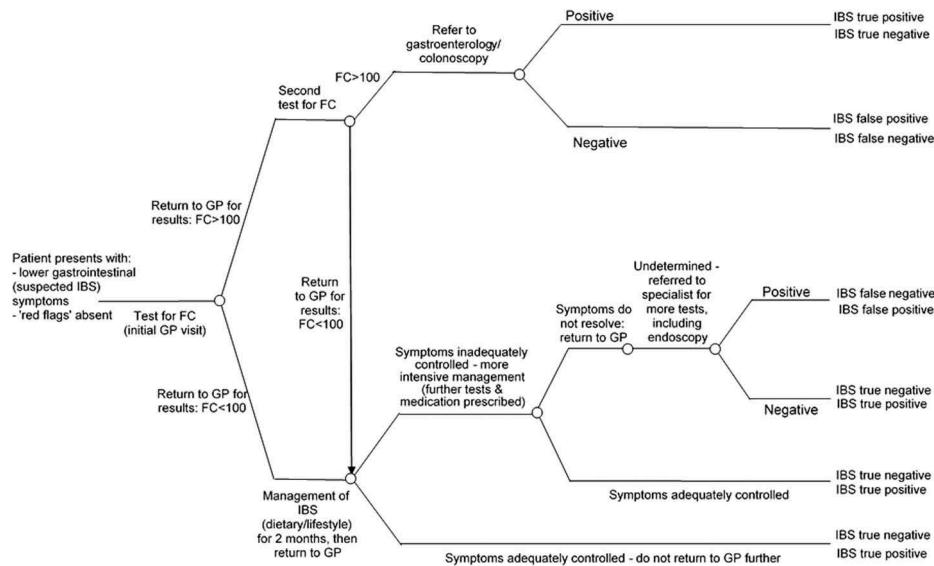 Positive
IBS true positive
IBS true negative
Refer to
gastroenterology/
colonoscopy
FC>100
Second
test for FC
IBS false positive
IBS false negative
Negative
Return to GP for
results: FC>100
Patient presents with:
- lower gastrointestinal
(suspected IBS)
symptoms
- 'red flags' absent
Test for FC
(initial GP visit)
Return
to GP for
results:
FC<100
Return to GP for
results: FC<100
Undetermined -
referred to
specialist for
more tests,
including
endoscopy
Positive
IBS false negative
IBS false positive
Symptoms do
not resolve:
return to GP
Symptoms inadequately
controlled - more
intensive management
(further tests &
medication prescribed)
IBS true negative
IBS true positive
Negative
IBS true negative
IBS true positive
Symptoms adequately controlled
Management of
IBS
(dietary/lifestyle)
for 2 months, then
return to GP
IBS true negative
IBS true positive
Symptoms adequately controlled - do not return to GP further